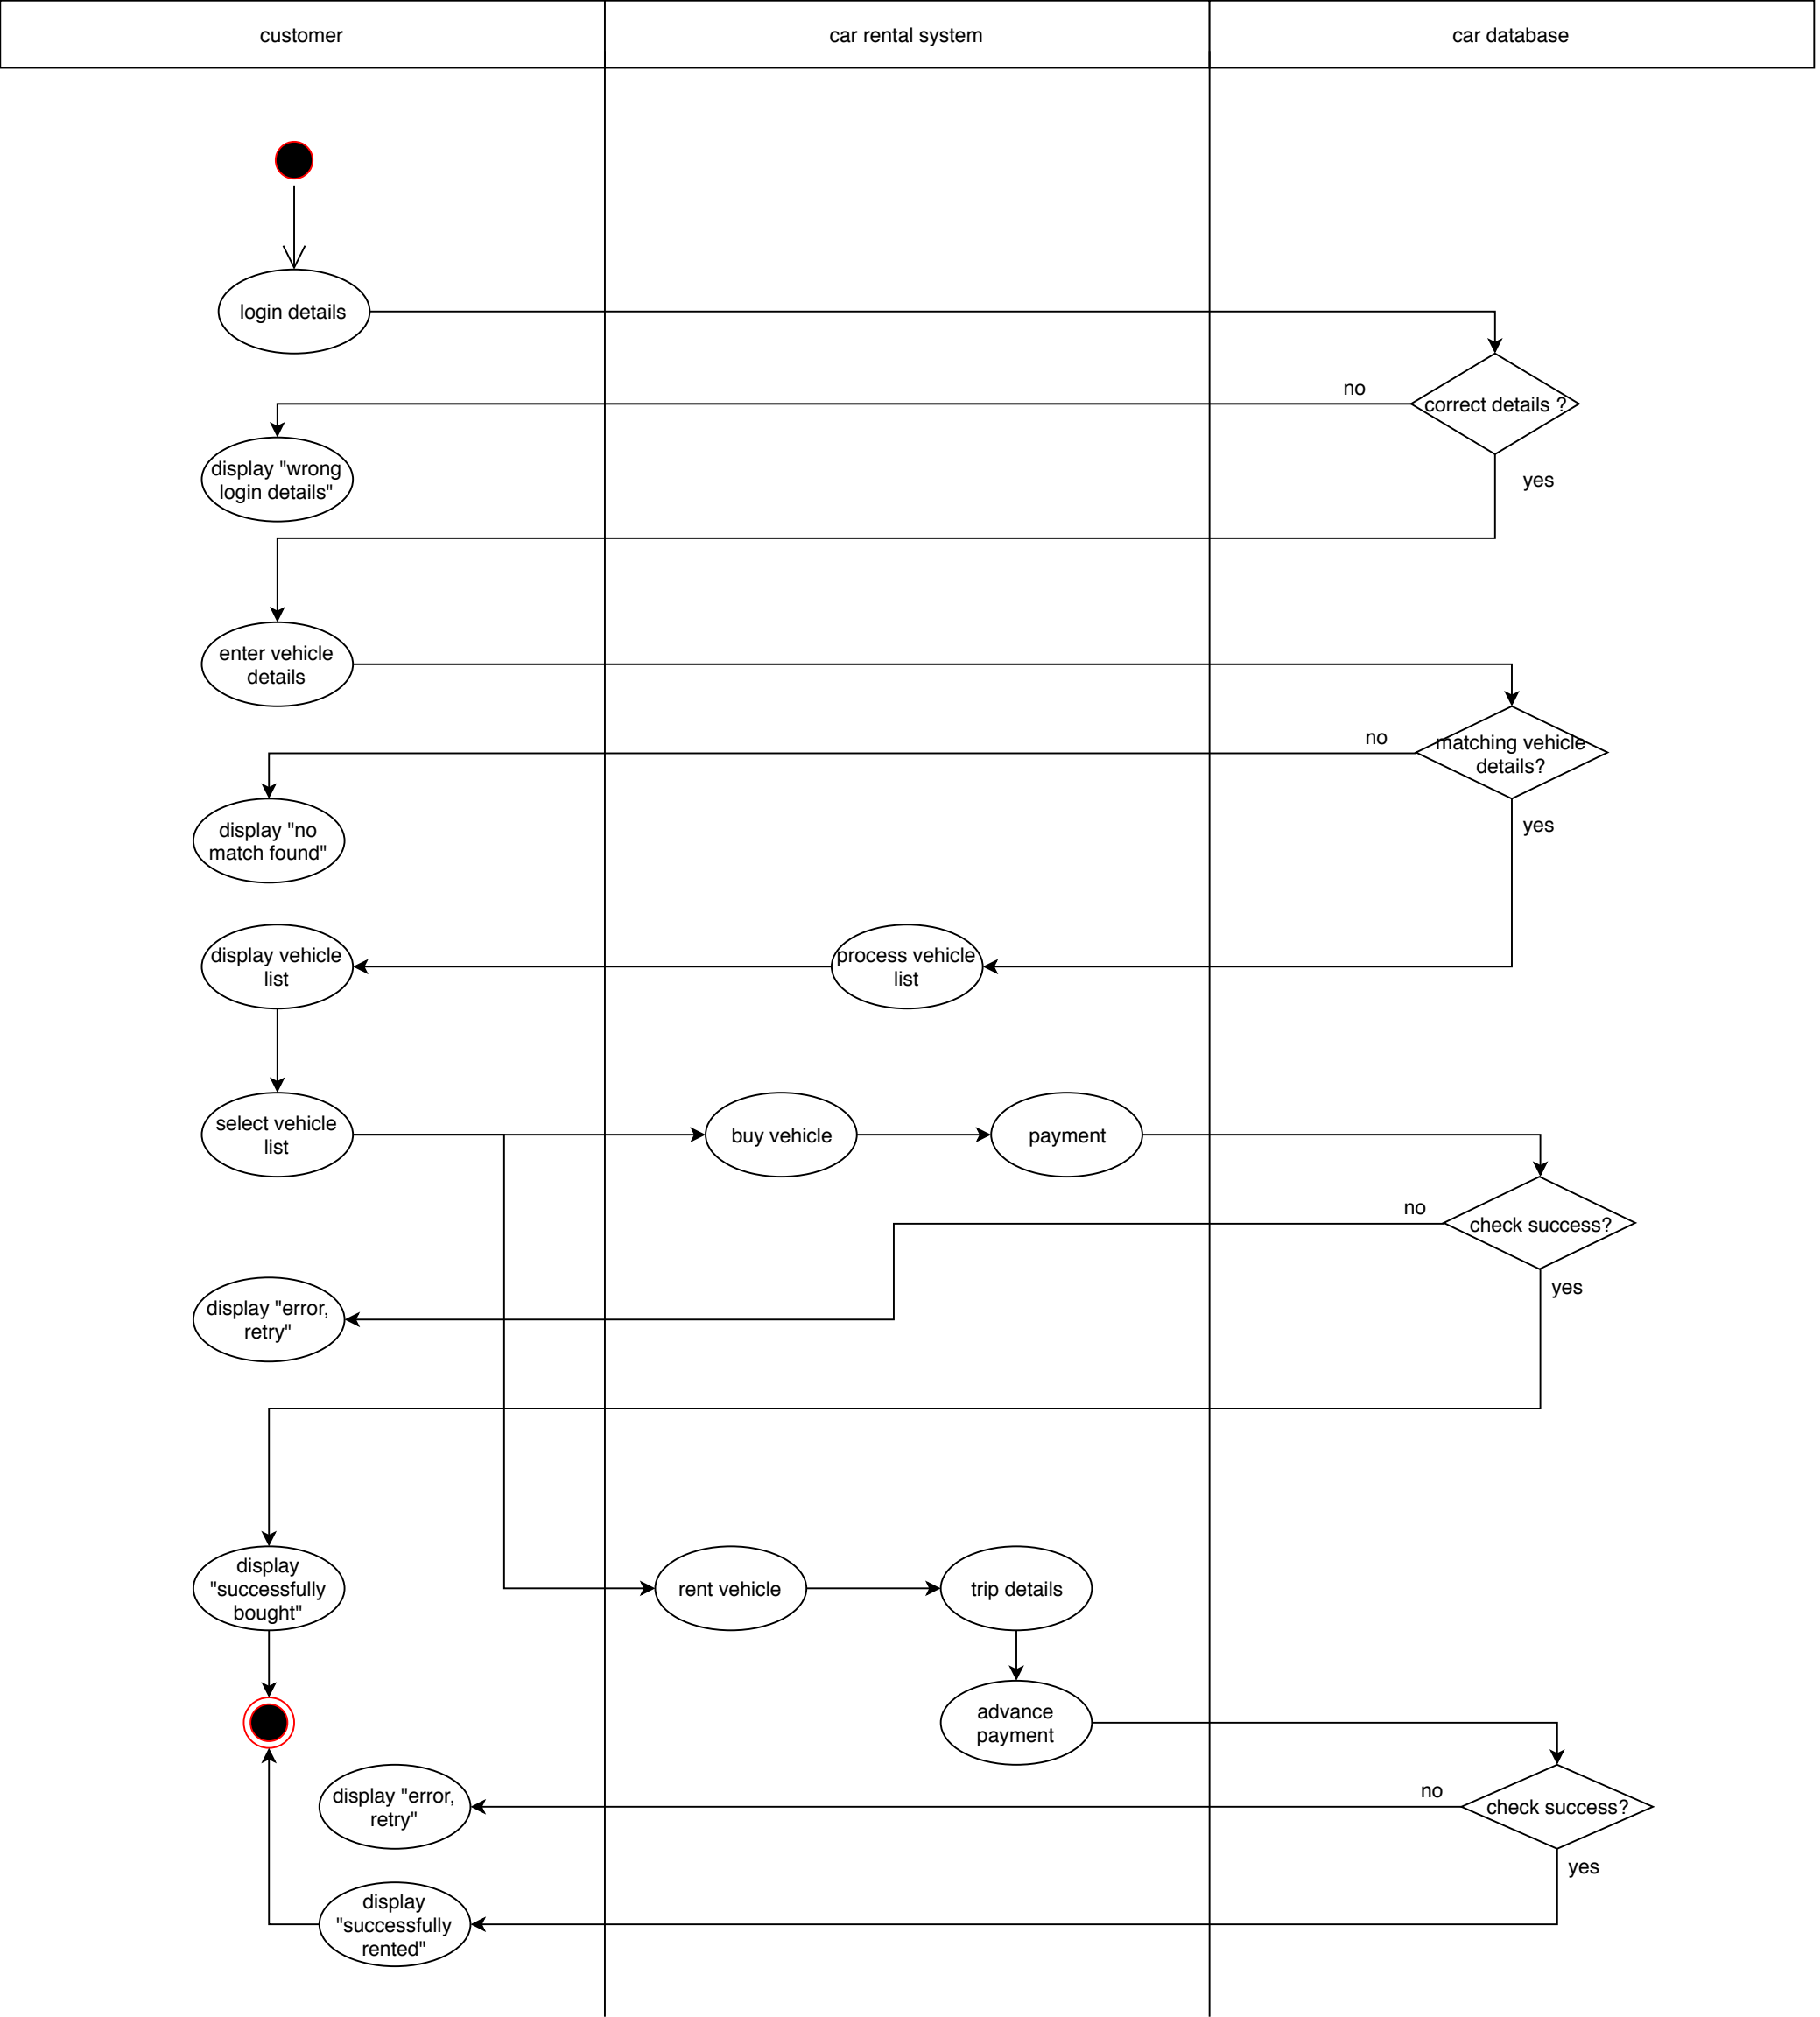 customer
car rental system
car database
login details
no
correct details ?
display "wrong
login details"
yes
enter vehicle
details
no
matching vehicle
details?
display "no
match found"
yes
display vehicle
list
process vehicle
list
select vehicle
list
buy vehicle
payment
no
check success?
yes
display "error,
retry"
display
"successfully
bought"
rent vehicle
trip details
advance
payment
display "error,
retry"
no
check success?
yes
display
"successfully
rented"